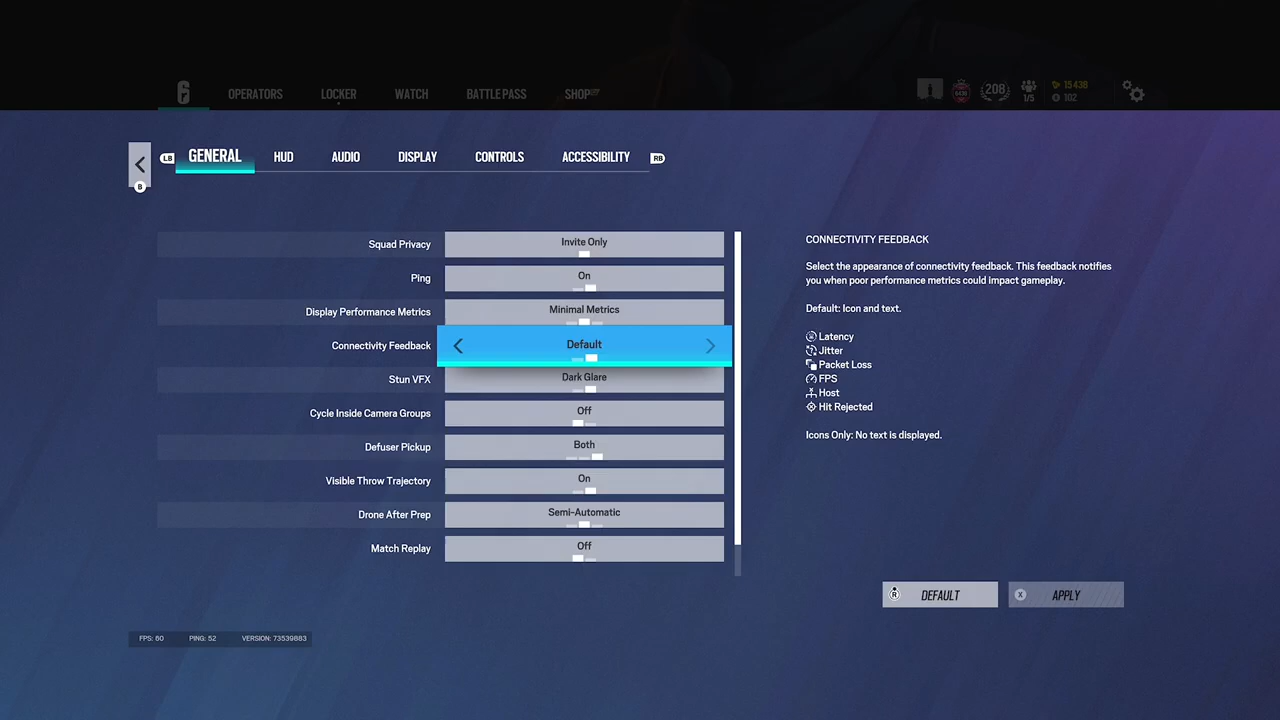 6 OPERATORS LOCKER WATCH BATTLE PASS SHOP 208 1/5 15 438 102
B
LB GENERAL HUD AUDIO DISPLAY CONTROLS ACCESSIBILITY RB
Squad Privacy Invite Only
Ping On
Display Performance Metrics Minimal Metrics
Connectivity Feedback Default
Stun VFX Dark Glare
Cycle Inside Camera Groups Off
Defuser Pickup Both
Visible Throw Trajectory On
Drone After Prep Semi-Automatic
Match Replay Off
CONNECTIVITY FEEDBACK
Select the appearance of connectivity feedback. This feedback notifies
you when poor performance metrics could impact gameplay.
Default: Icon and text.
Latency
Jitter
Packet Loss
FPS
Host
Hit Rejected
Icons Only: No text is displayed.
R DEFAULT X APPLY
FPS: 60 PING: 52 VERSION: 73539883